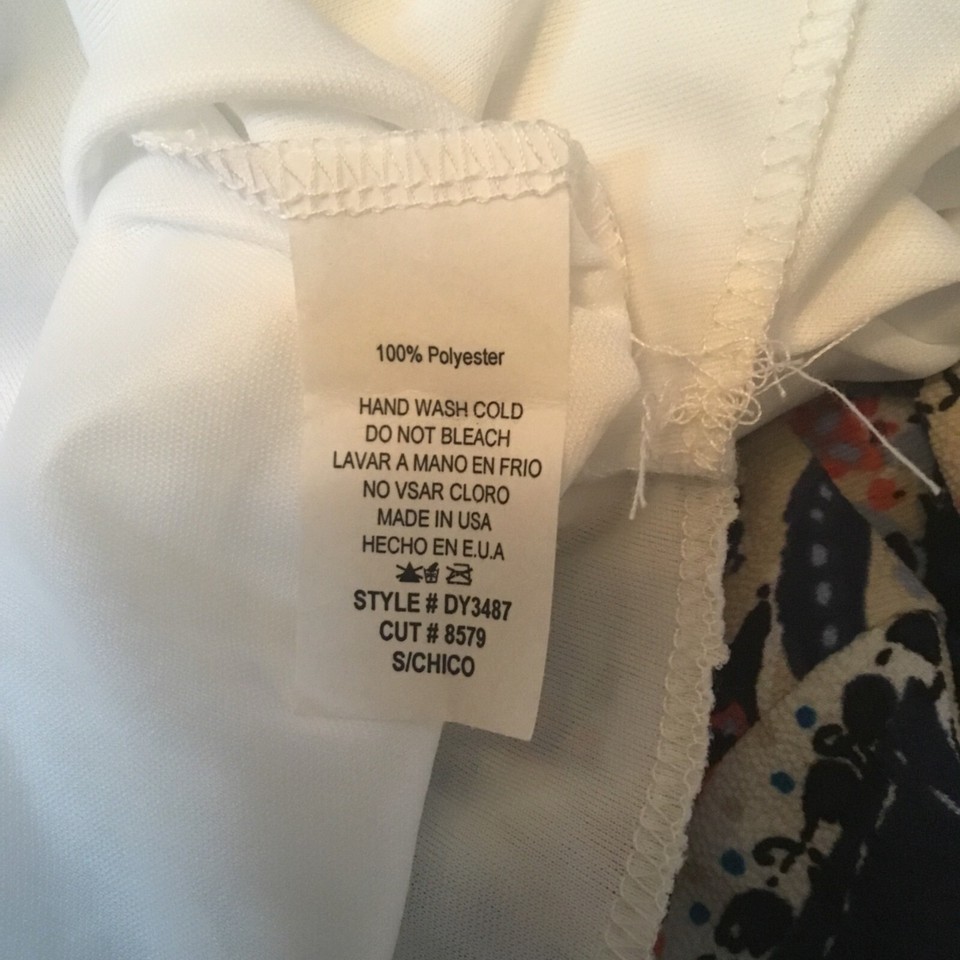 100% Polyester
HAND WASH COLD
DO NOT BLEACH
LAVAR A MANO EN FRIO
NO VSAR CLORO
MADE IN USA
HECHO EN E.U.A
STYLE # DY3487
CUT # 8579
S/CHICO